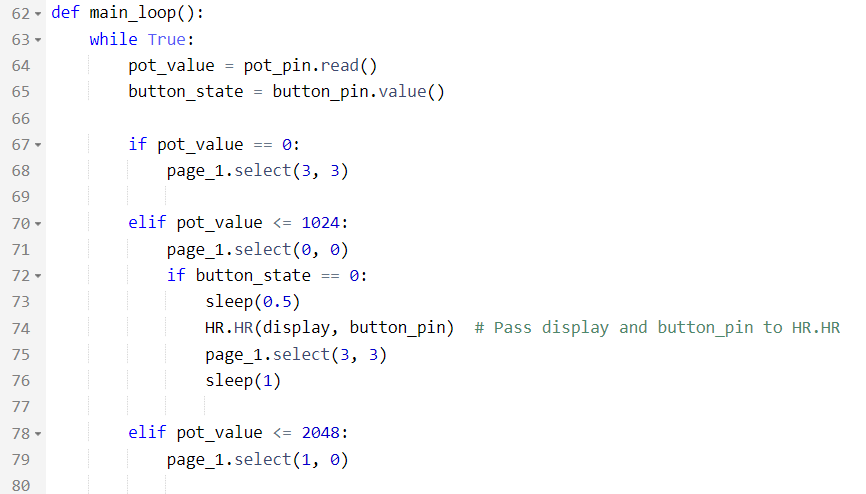 62 def main_loop():
63     while True:
64         pot_value = pot_pin.read()
65         button_state = button_pin.value()
66
67         if pot_value == 0:
68             page_1.select(3, 3)
69
70         elif pot_value <= 1024:
71             page_1.select(0, 0)
72             if button_state == 0:
73                 sleep(0.5)
74                 HR.HR(display, button_pin)  # Pass display and button_pin to HR.HR
75                 page_1.select(3, 3)
76                 sleep(1)
77
78         elif pot_value <= 2048:
79             page_1.select(1, 0)
80